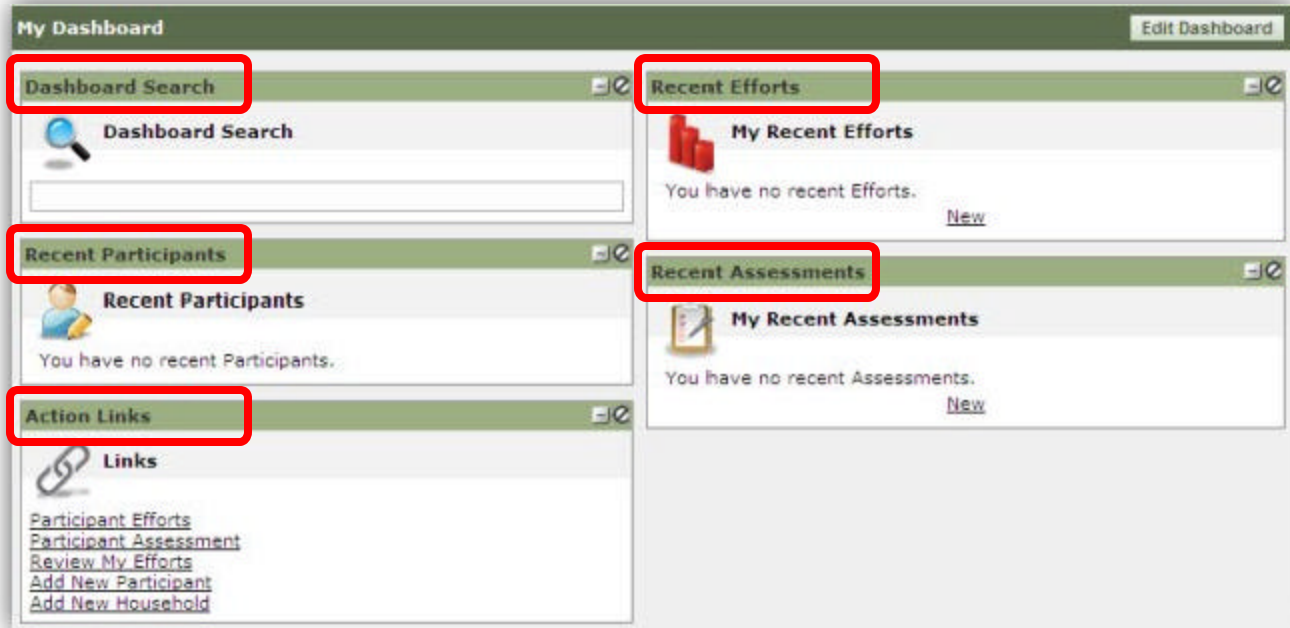 My Dashboard
Edit Dashboard
Dashboard Search
Dashboard Search
Recent Participants
Recent Participants
You have no recent Participants.
Action Links
Links
Participant Efforts
Participant Assessment
Review My Efforts
Add New Participant
Add New Household
Recent Efforts
My Recent Efforts
You have no recent Efforts.
New
Recent Assessments
My Recent Assessments
You have no recent Assessments.
New